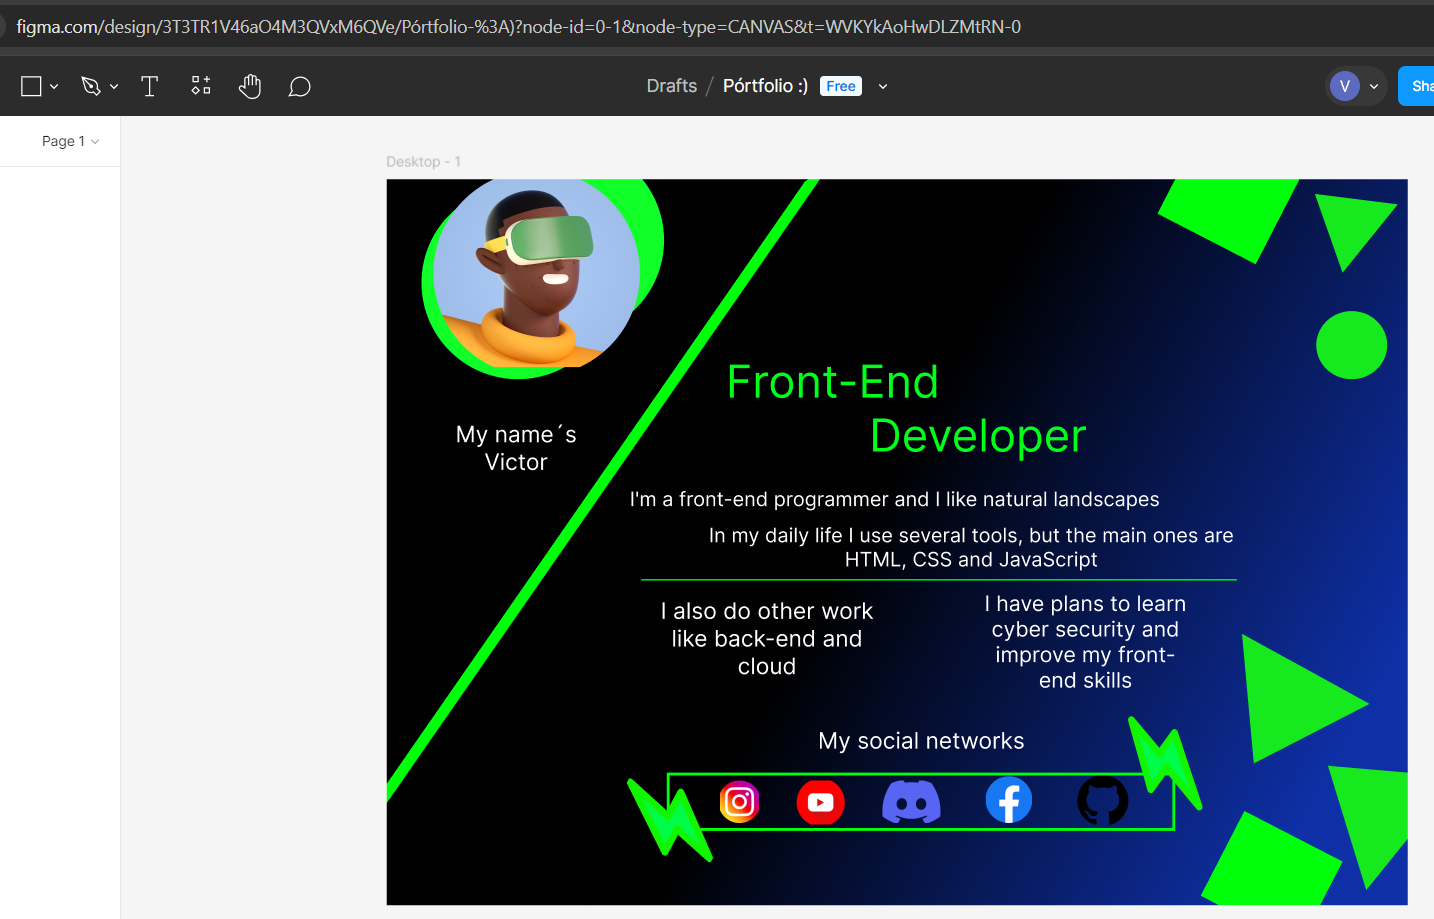 figma.com/design/3T3TR1V46aO4M3QVxM6QVe/Pórtfolio-%3A)?node-id=0-1&node-type=CANVAS&t=WVKYkAoHwDLZMtRN-0
Drafts / Pórtfolio :) Free
V
Sha
Page 1
Desktop - 1
Front-End
Developer
My name´s
Victor
I'm a front-end programmer and I like natural landscapes
In my daily life I use several tools, but the main ones are
HTML, CSS and JavaScript
I also do other work
like back-end and
cloud
I have plans to learn
cyber security and
improve my front-
end skills
My social networks